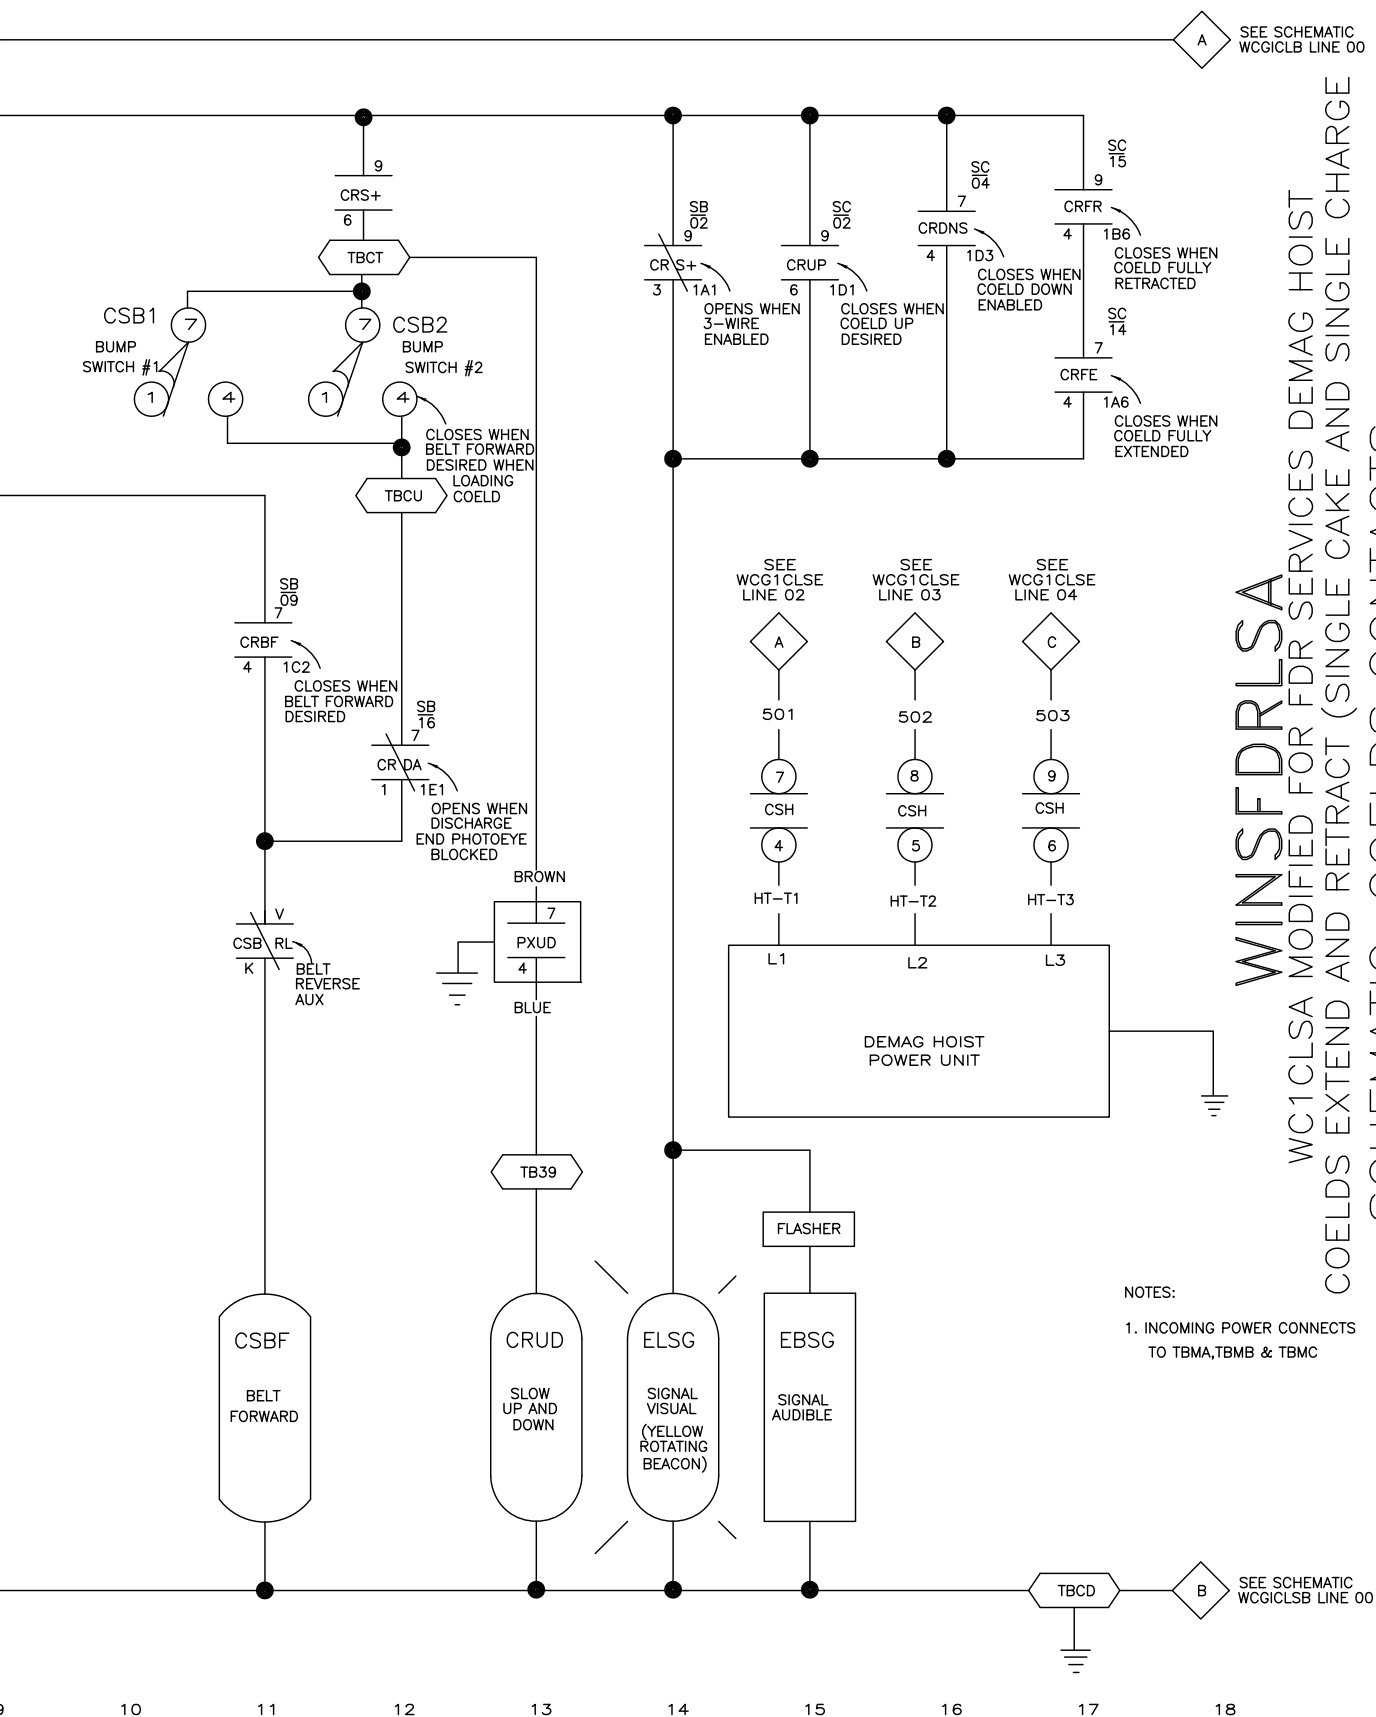 A
SEE SCHEMATIC
WCGICLB LINE 00
9
CRS+
6
TBCT
CSB1
7
BUMP
SWITCH #1
1
4
7
CSB2
BUMP
SWITCH #2
1
4
CLOSES WHEN
BELT FORWARD
DESIRED WHEN
LOADING
COELD
TBCU
SB
02
9
CR S+
3
1A1
OPENS WHEN
3-WIRE
ENABLED
SC
02
9
CRUP
6
1D1
CLOSES WHEN
COELD UP
DESIRED
SC
04
7
CRDNS
4
1D3
CLOSES WHEN
COELD DOWN
ENABLED
SC
15
9
CRFR
4
1B6
CLOSES WHEN
COELD FULLY
RETRACTED
SC
14
7
CRFE
4
1A6
CLOSES WHEN
COELD FULLY
EXTENDED
SB
09
7
CRBF
4
1C2
CLOSES WHEN
BELT FORWARD
DESIRED
SB
16
7
CR DA
1
1E1
OPENS WHEN
DISCHARGE
END PHOTOEYE
BLOCKED
V
CSB RL
K
BELT
REVERSE
AUX
BROWN
7
PXUD
4
BLUE
TB39
SEE
WCG1CLSE
LINE 02
A
501
7
CSH
4
HT-T1
L1
SEE
WCG1CLSE
LINE 03
B
502
8
CSH
5
HT-T2
L2
SEE
WCG1CLSE
LINE 04
C
503
9
CSH
6
HT-T3
L3
DEMAG HOIST
POWER UNIT
FLASHER
CSBF
BELT
FORWARD
CRUD
SLOW
UP AND
DOWN
ELSG
SIGNAL
VISUAL
(YELLOW
ROTATING
BEACON)
EBSG
SIGNAL
AUDIBLE
NOTES:
1. INCOMING POWER CONNECTS
TO TBMA,TBMB & TBMC
TBCD
B
SEE SCHEMATIC
WCGICLSB LINE 00
10 11 12 13 14 15 16 17 18
WINSFDRLSA
WC1CLSA MODIFIED FOR FDR SERVICES DEMAG HOIST
COELDS EXTEND AND RETRACT (SINGLE CAKE AND SINGLE CHARGE